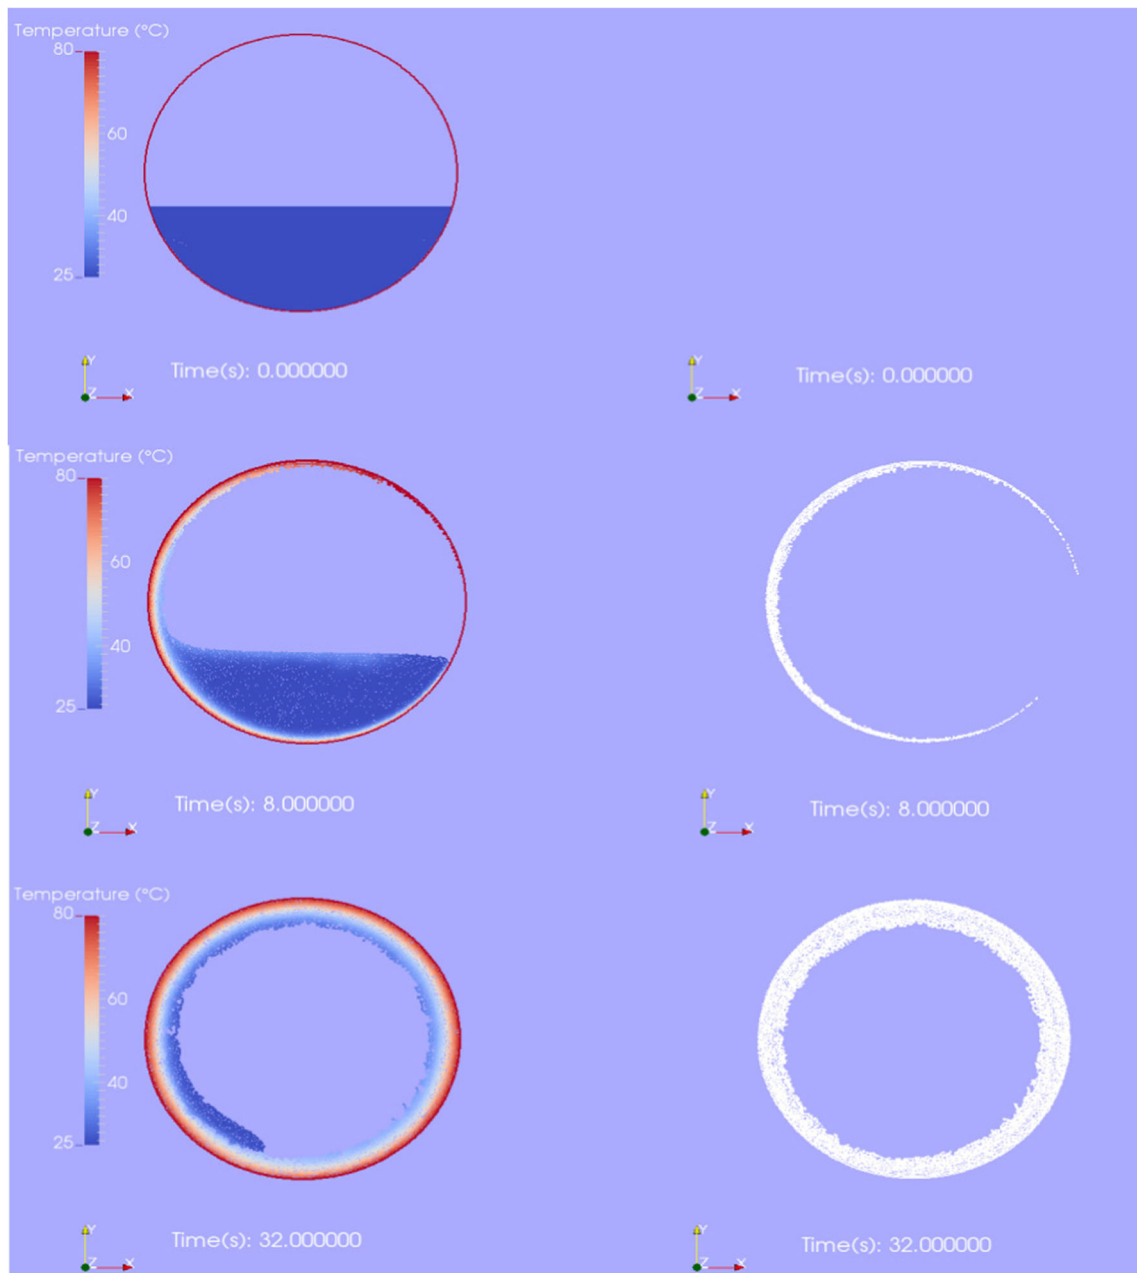 Temperature (°C)
80
60
40
25
Y
Z X
Time(s): 0.000000
Y
Z X
Time(s): 0.000000
Temperature (°C)
80
60
40
25
Y
Z X
Time(s): 8.000000
Y
Z X
Time(s): 8.000000
Temperature (°C)
80
60
40
25
Y
Z X
Time(s): 32.000000
Y
Z X
Time(s): 32.000000